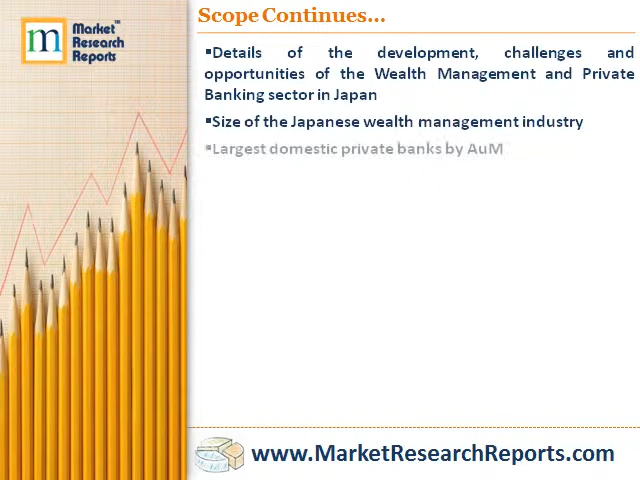 Scope Continues...
m
Market™
Research
Reports
▪Details of the development, challenges and
opportunities of the Wealth Management and Private
Banking sector in Japan
▪Size of the Japanese wealth management industry
▪Largest domestic private banks by AuM
www.MarketResearchReports.com